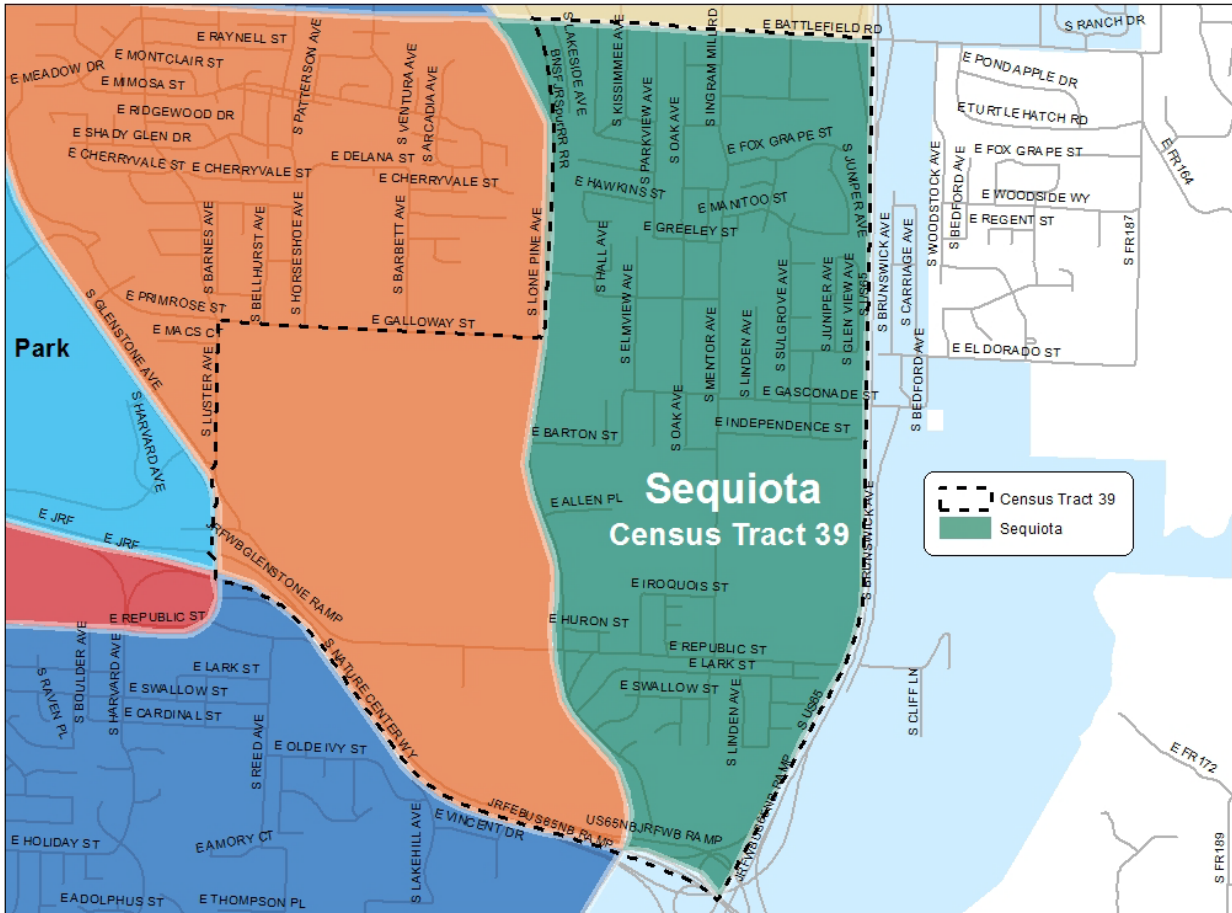 E BATTLEFIELD RD
S RANCH DR
E RAYNELL ST
E MONTCLAIR ST
E MEADOW DR
E MIMOSA ST
S PATTERSON AVE
S VENTURA AVE
S ARCADIA AVE
S LAKESIDE AVE
S KISSIMMEE AVE
S INGRAM MILL RD
E PONDAPPLE DR
E RIDGEWOOD DR
E TURTLEHATCH RD
E SHADY GLEN DR
S PARKVIEW AVE
S OAK AVE
E FOX GRAPE ST
E FOX GRAPE ST
E FR164
E CHERRYVALE ST
E CHERRYVALE ST
E DELANA ST
E CHERRYVALE ST
E HAWKINS ST
E MANITOO ST
S JUNIPER AVE
S WOODSTOCK AVE
S BEDFORD AVE
E WOODSIDE WY
E REGENT ST
S FR187
E GREELEY ST
S BARNES AVE
S BELLHURST AVE
S HORSESHOE AVE
S BARBETT AVE
S LONE PINE AVE
S HALL AVE
S ELMVIEW AVE
S MENTOR AVE
S LINDEN AVE
S SULGROVE AVE
S JUNIPER AVE
S GLEN VIEW AVE
S US65
S BRUNSWICK AVE
S CARRIAGE AVE
E PRIMROSE ST
E GALLOWAY ST
E MACS CT
Park
S GLENSTONE AVE
S LUSTER AVE
S HARVARD AVE
E EL DORADO ST
S BEDFORD AVE
E GASCONADE ST
S OAK AVE
E INDEPENDENCE ST
E BARTON ST
Sequiota
Census Tract 39
E ALLEN PL
Census Tract 39
Sequiota
S BRUNSWICK AVE
E JRF
E JRF
JRFWBGLENSTONE RAMP
E IROQUOIS ST
E REPUBLIC ST
E HURON ST
E REPUBLIC ST
E LARK ST
E LARK ST
S BOULDER AVE
S HARVARD AVE
S RAVEN PL
E SWALLOW ST
E CARDINAL ST
S NATURE CENTER WY
E SWALLOW ST
S LINDEN AVE
S US65
S CLIFF LN
S REED AVE
E OLDE IVY ST
E FR172
JRFEBUS65NB RAMP
US65NBJRFWB RAMP
JRFWBUS65NB RAMP
E HOLIDAY ST
E AMORY CT
S LAKEHILL AVE
E VINCENT DR
S FR189
E ADOLPHUS ST
E THOMPSON PL